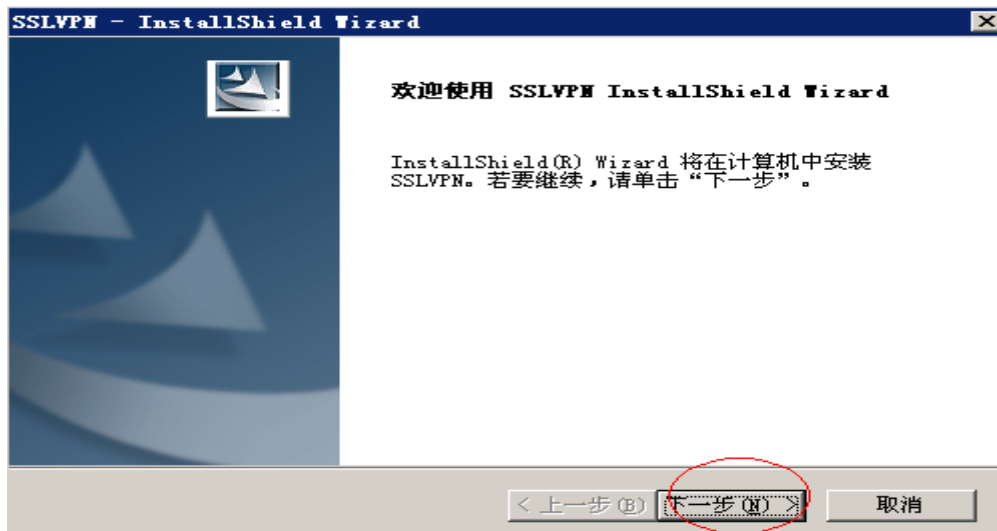 SSLVPN - InstallShield Wizard
欢迎使用 SSLVPN InstallShield Wizard
InstallShield(R) Wizard 将在计算机中安装
SSLVPN。若要继续，请单击“下一步”。
< 上一步(B) 下一步(N) > 取消